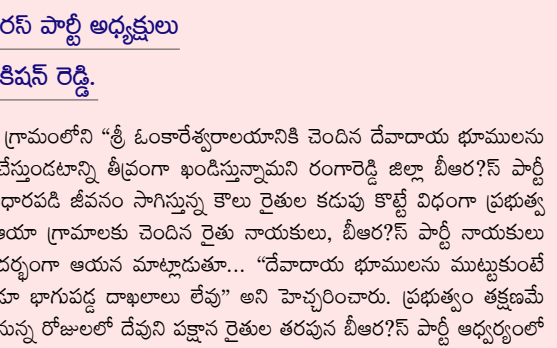 రస్ పార్టీ అధ్యక్షులు
కిషన్ రెడ్డి.
గ్రామంలోని “శ్రీ ఓంకారేశ్వరాలయానికి చెందిన దేవాదాయ భూములను
చేస్తుండటాన్ని తీవ్రంగా ఖండిస్తున్నామని రంగారెడ్డి జిల్లా బీఆర?స్ పార్టీ
ధారపడి జీవనం సాగిస్తున్న కౌలు రైతుల కడుపు కొట్టే విధంగా ప్రభుత్వ
ఆయా గ్రామాలకు చెందిన రైతు నాయకులు, బీఆర?స్ పార్టీ నాయకులు
దర్భంగా ఆయన మాట్లాడుతూ... “దేవాదాయ భూములను ముట్టుకుంటే
డూ భాగుపడ్డ దాఖలాలు లేవు” అని హెచ్చరించారు. ప్రభుత్వం తక్షణమే
నున్న రోజులలో దేవుని పక్షాన రైతుల తరపున బీఆర?స్ పార్టీ ఆధ్వర్యంలో